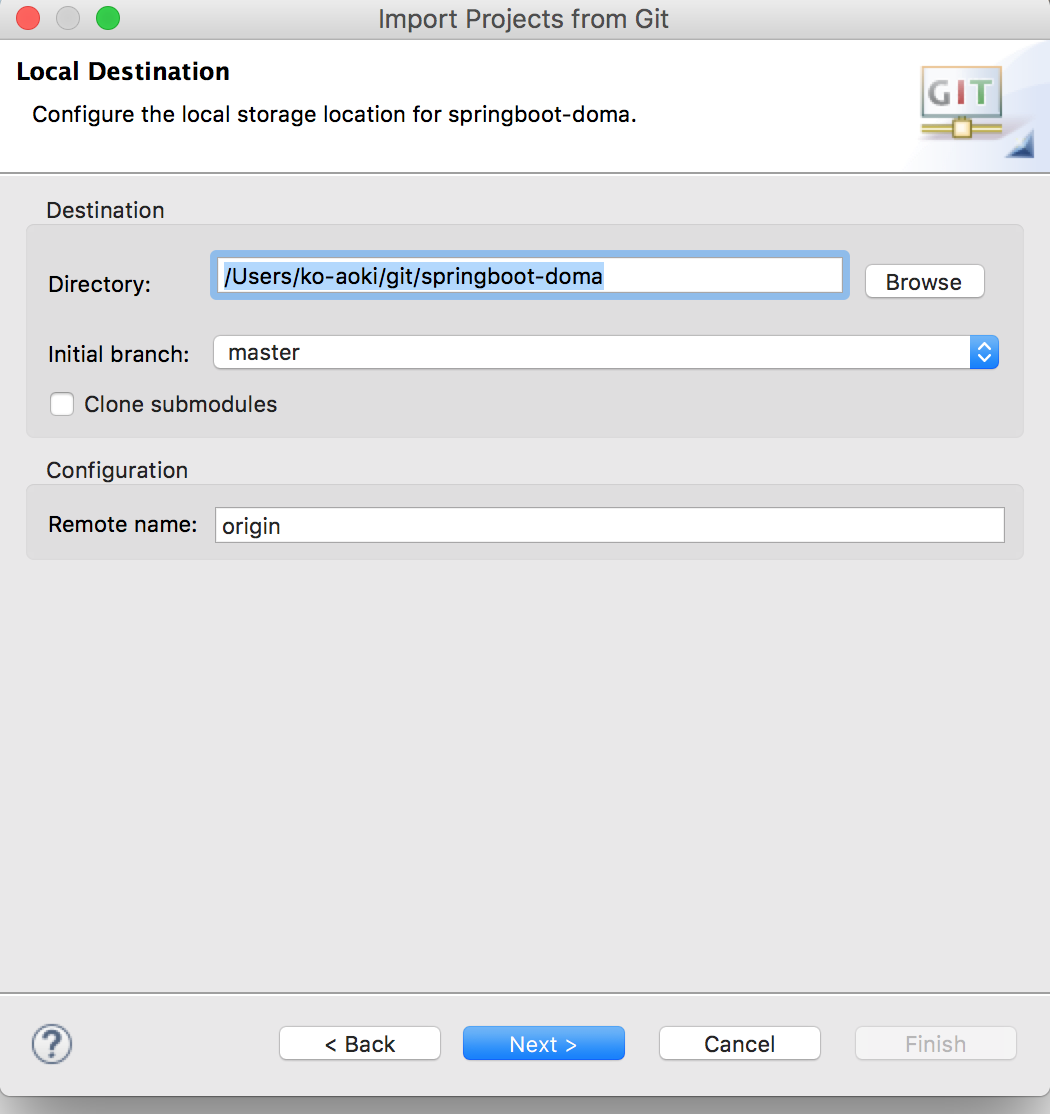 Import Projects from Git
Local Destination
Configure the local storage location for springboot-doma.
GIT
Destination
Directory: /Users/ko-aoki/git/springboot-doma Browse
Initial branch: master
Clone submodules
Configuration
Remote name: origin
? < Back Next > Cancel Finish